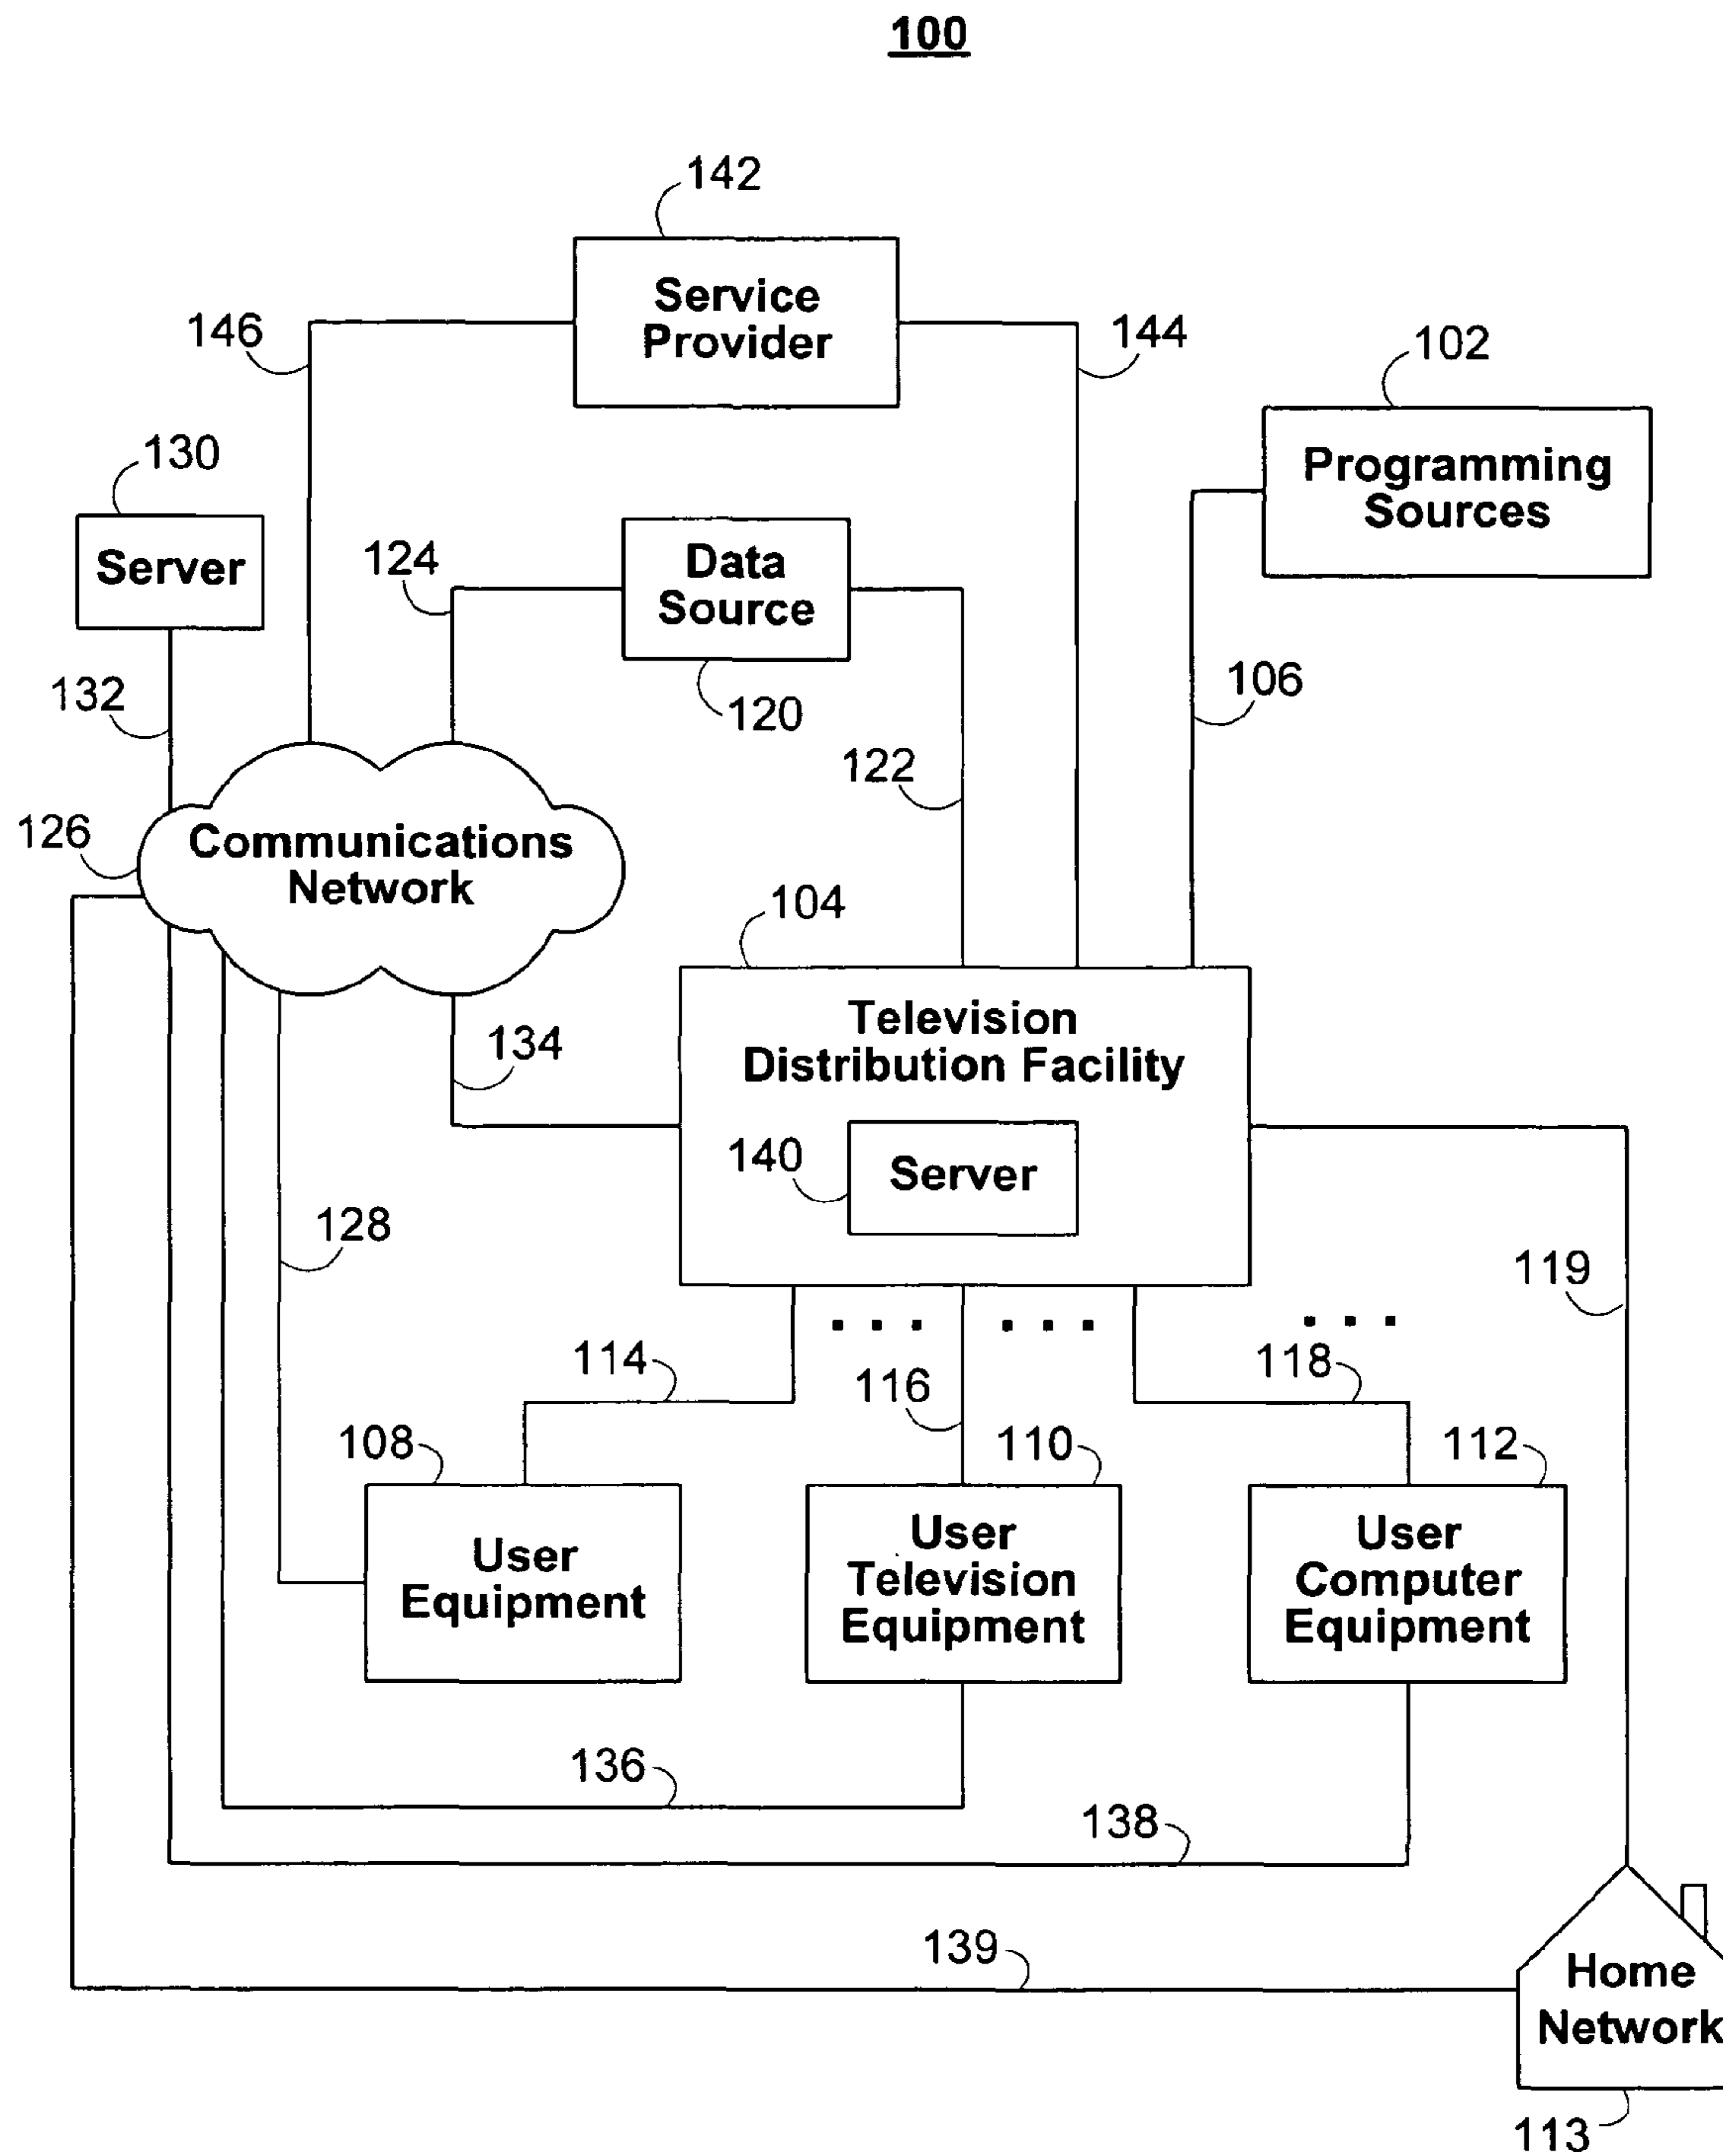 100
142
Service
Provider
146
144
102
Programming
Sources
130
Server
124
Data
Source
120
132
106
122
126
Communications
Network
104
Television
Distribution Facility
134
140
Server
128
119
114
116
118
108
User
Equipment
110
User
Television
Equipment
112
User
Computer
Equipment
136
138
139
Home
Network
113